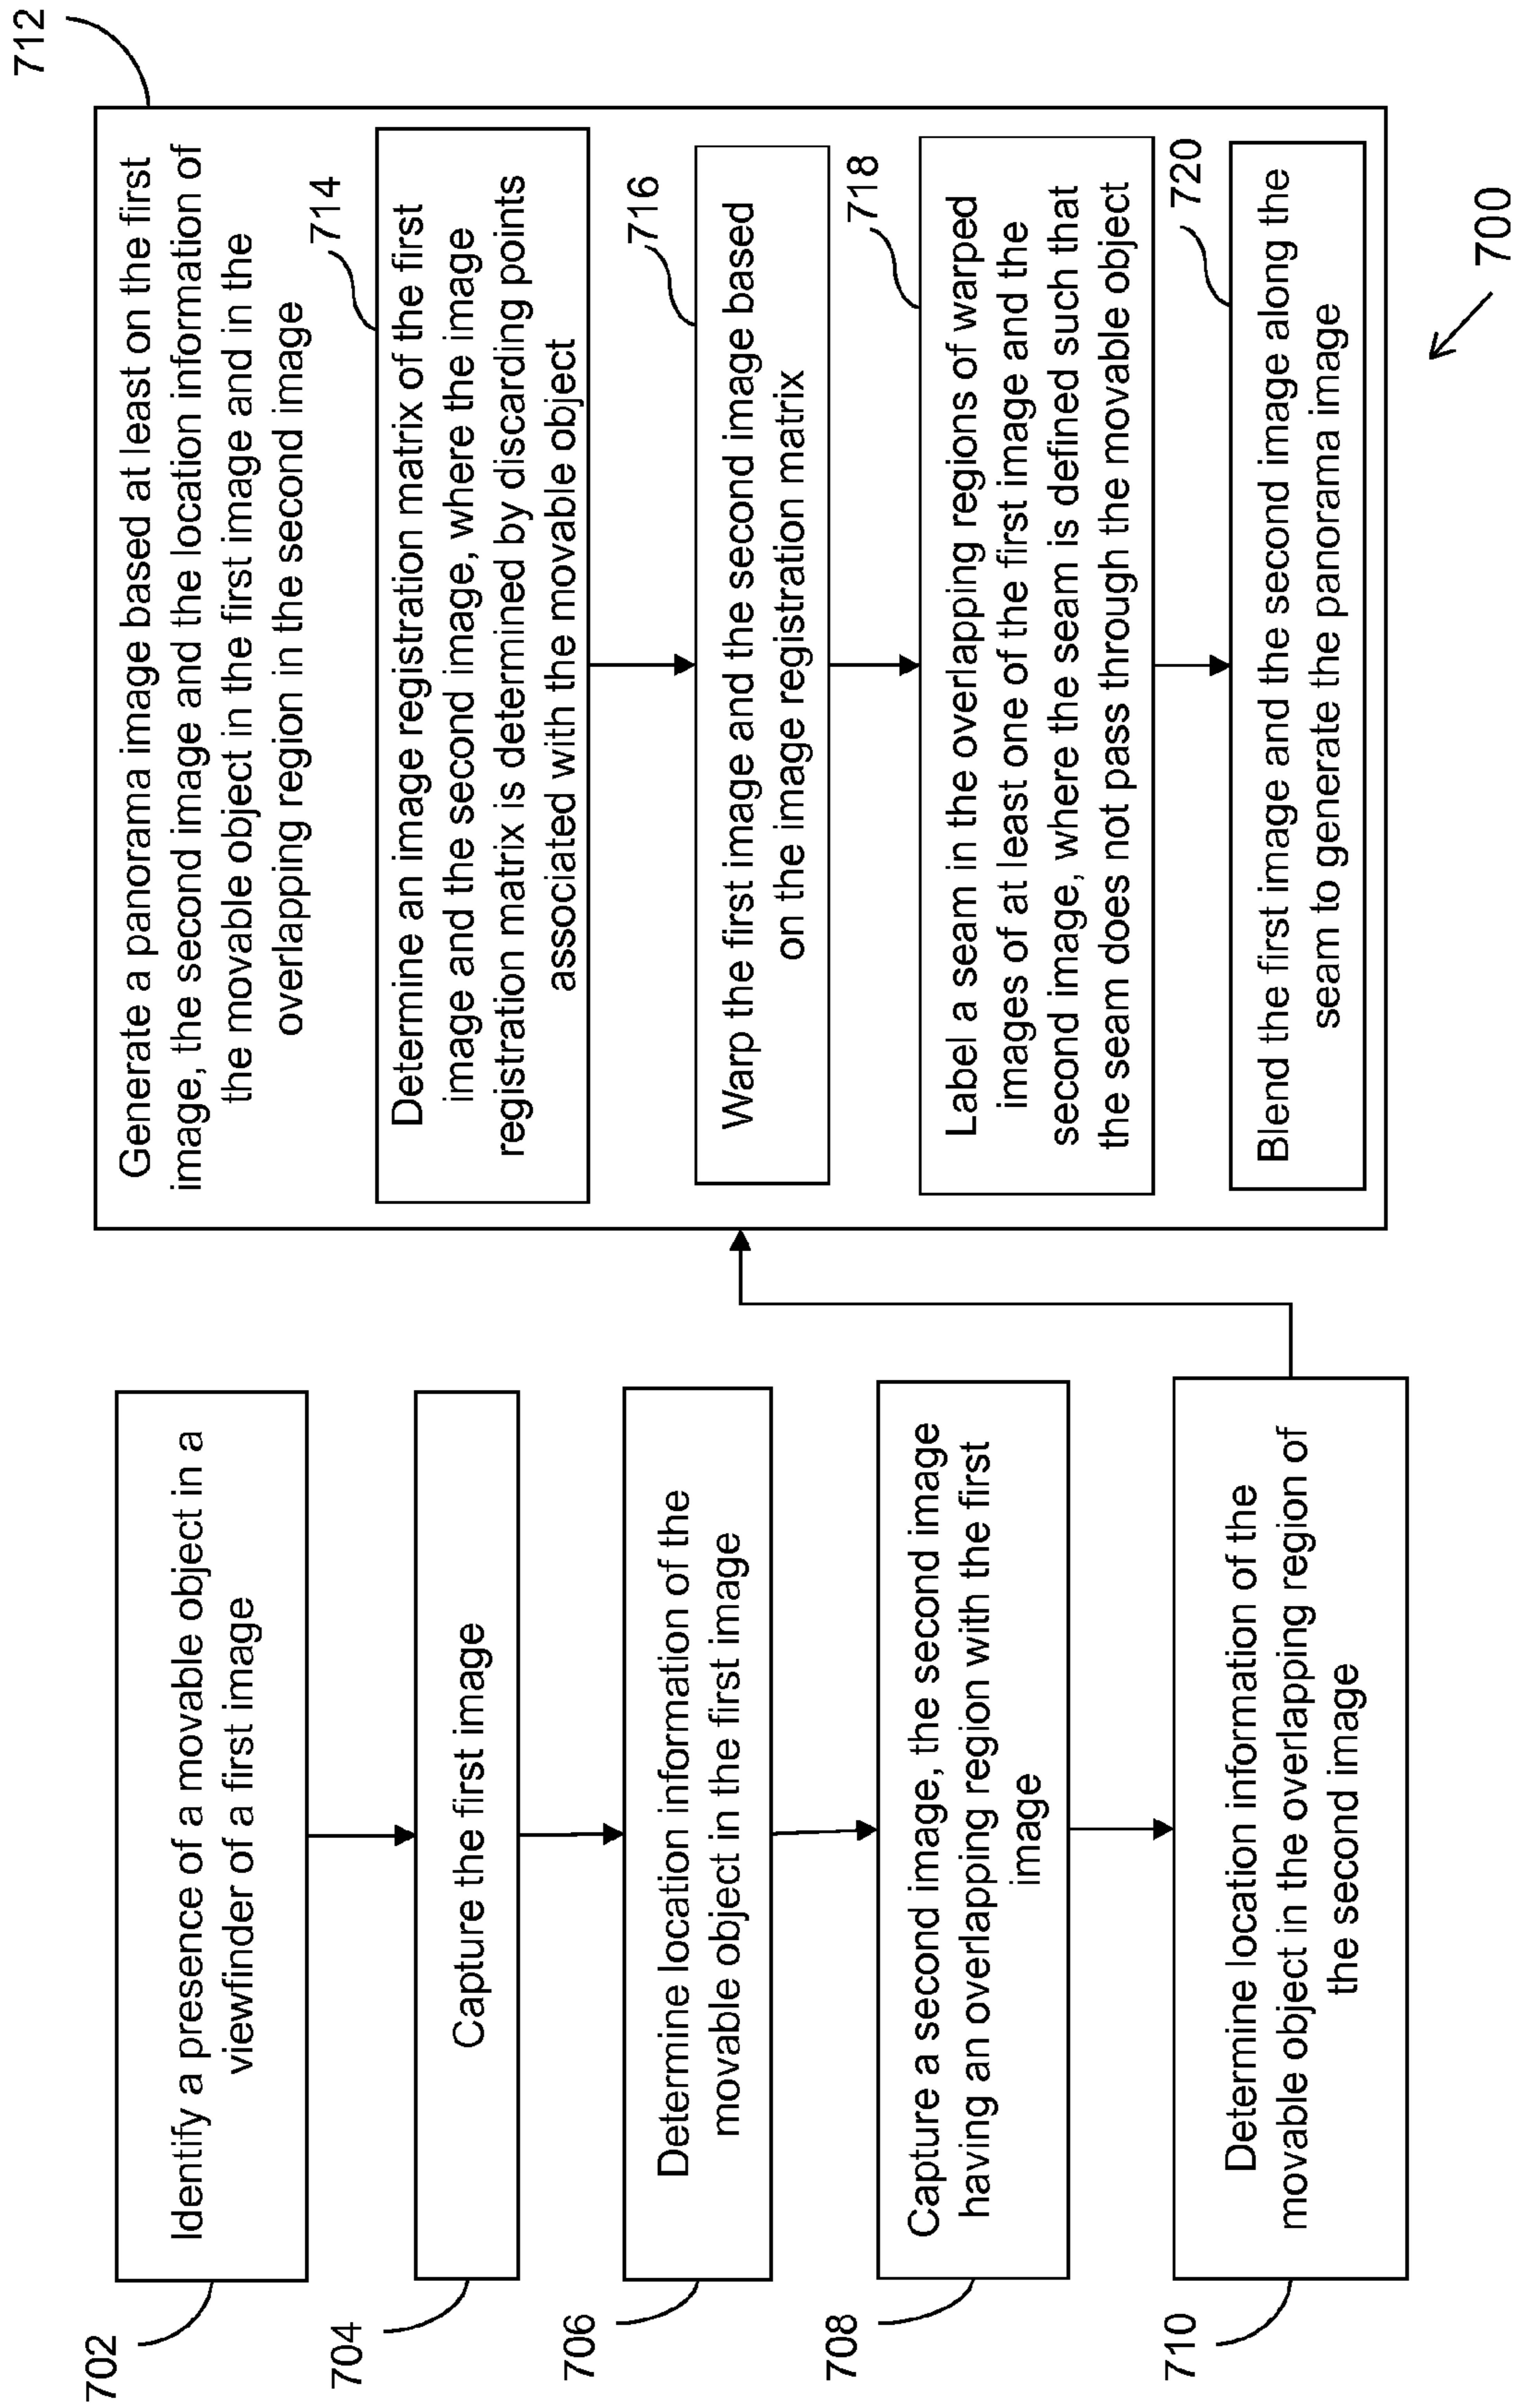 702
Identify a presence of a movable object in a
viewfinder of a first image
704
Capture the first image
706
Determine location information of the
movable object in the first image
708
Capture a second image, the second image
having an overlapping region with the first
image
710
Determine location information of the
movable object in the overlapping region of
the second image
712
Generate a panorama image based at least on the first
image, the second image and the location information of
the movable object in the first image and in the
overlapping region in the second image
714
Determine an image registration matrix of the first
image and the second image, where the image
registration matrix is determined by discarding points
associated with the movable object
716
Warp the first image and the second image based
on the image registration matrix
718
Label a seam in the overlapping regions of warped
images of at least one of the first image and the
second image, where the seam is defined such that
the seam does not pass through the movable object
720
Blend the first image and the second image along the
seam to generate the panorama image
700